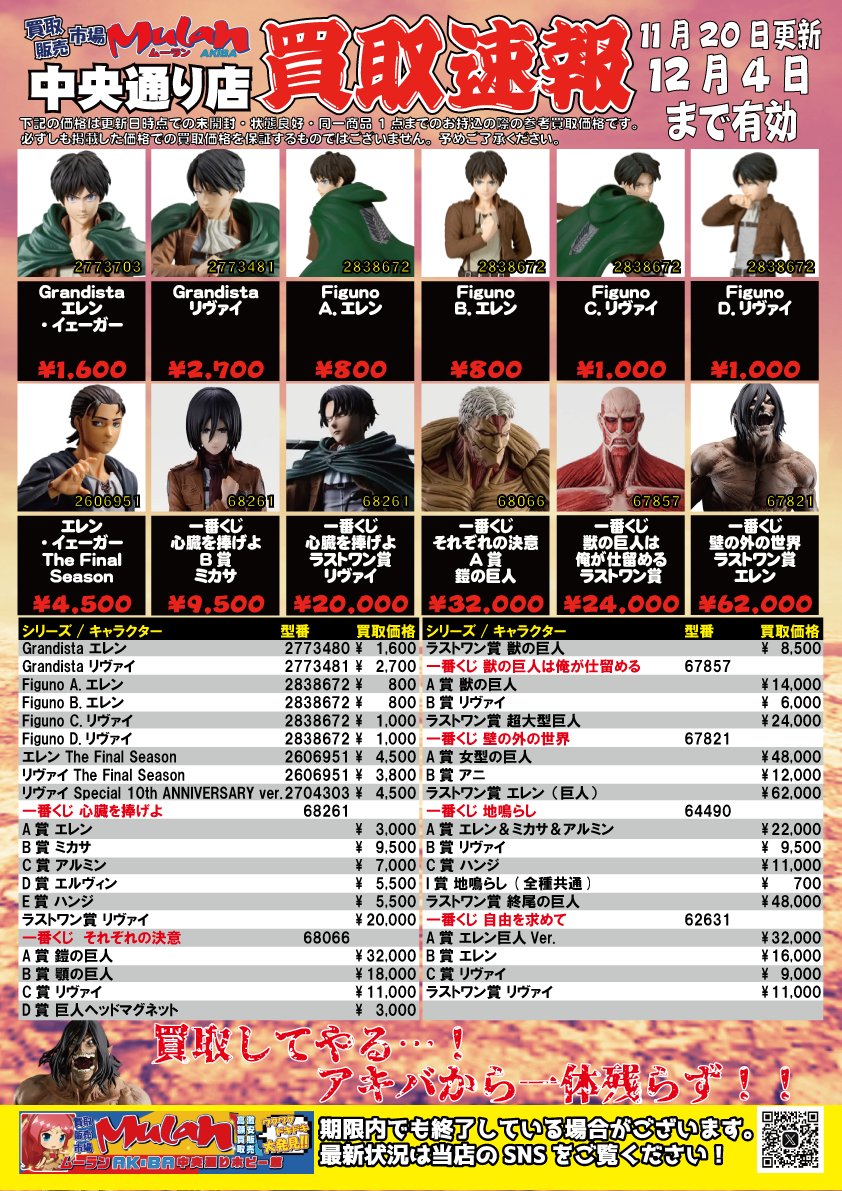 買取
販売
市場
Mulan
ムーラン
AKIBA
中央通り店
買取速報
11月20日更新
12月4日
まで有効
下記の価格は更新日時点での未開封・状態良好・同一商品1点までのお持込の際の参考買取価格です。
必ずしも掲載した価格での買取価格を保証するものではございません。予めご了承ください。
2773703
2773481
2838672
2838672
2838672
2838672
Grandista
エレン
・イェーガー
¥1,600
Grandista
リヴァイ
¥2,700
Figuno
A.エレン
¥800
Figuno
B.エレン
¥800
Figuno
C.リヴァイ
¥1,000
Figuno
D.リヴァイ
¥1,000
2606951
68261
68261
68066
67857
67821
エレン
・イェーガー
The Final
Season
¥4,500
一番くじ
心臓を捧げよ
B賞
ミカサ
¥9,500
一番くじ
心臓を捧げよ
ラストワン賞
リヴァイ
¥20,000
一番くじ
それぞれの決意
A賞
鎧の巨人
¥32,000
一番くじ
獣の巨人は
俺が仕留める
ラストワン賞
¥24,000
一番くじ
壁の外の世界
ラストワン賞
エレン
¥62,000
シリーズ / キャラクター 型番 買取価格
Grandista エレン 2773480 ¥ 1,600
Grandista リヴァイ 2773481 ¥ 2,700
Figuno A. エレン 2838672 ¥ 800
Figuno B. エレン 2838672 ¥ 800
Figuno C. リヴァイ 2838672 ¥ 1,000
Figuno D. リヴァイ 2838672 ¥ 1,000
エレン The Final Season 2606951 ¥ 4,500
リヴァイ The Final Season 2606951 ¥ 3,800
リヴァイ Special 10th ANNIVERSARY ver. 2704303 ¥ 4,500
一番くじ 心臓を捧げよ 68261
A賞 エレン ¥ 3,000
B賞 ミカサ ¥ 9,500
C賞 アルミン ¥ 7,000
D賞 エルヴィン ¥ 5,500
E賞 ハンジ ¥ 5,500
ラストワン賞 リヴァイ ¥20,000
一番くじ それぞれの決意 68066
A賞 鎧の巨人 ¥32,000
B賞 顎の巨人 ¥18,000
C賞 リヴァイ ¥11,000
D賞 巨人ヘッドマグネット ¥ 3,000
シリーズ / キャラクター 型番 買取価格
ラストワン賞 獣の巨人 ¥ 8,500
一番くじ 獣の巨人は俺が仕留める 67857
A賞 獣の巨人 ¥14,000
B賞 リヴァイ ¥ 6,000
ラストワン賞 超大型巨人 ¥24,000
一番くじ 壁の外の世界 67821
A賞 女型の巨人 ¥48,000
B賞 アニ ¥12,000
ラストワン賞 エレン（巨人） ¥62,000
一番くじ 地鳴らし 64490
A賞 エレン&ミカサ&アルミン ¥22,000
B賞 リヴァイ ¥ 9,500
C賞 ハンジ ¥11,000
I賞 地鳴らし（全種共通） ¥ 700
ラストワン賞 終尾の巨人 ¥48,000
一番くじ 自由を求めて 62631
A賞 エレン巨人 Ver. ¥32,000
B賞 エレン ¥16,000
C賞 リヴァイ ¥ 9,000
ラストワン賞 リヴァイ ¥11,000
買取してやる…！
アキバから一体残らず！！
買取
販売
市場
Mulan
高額買取
激安販売
ワクワク
ドキドキ
大発見!!
ムーランAKIBA中央通りホビー館
期限内でも終了している場合がございます。
最新状況は当店のSNSをご覧ください！